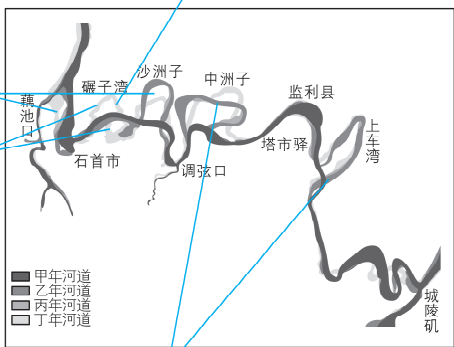 沙洲子
中洲子
碾子湾
监利县
藕池口
上车湾
塔市驿
石首市
调弦口
甲年河道
乙年河道
丙年河道
丁年河道
城陵矶